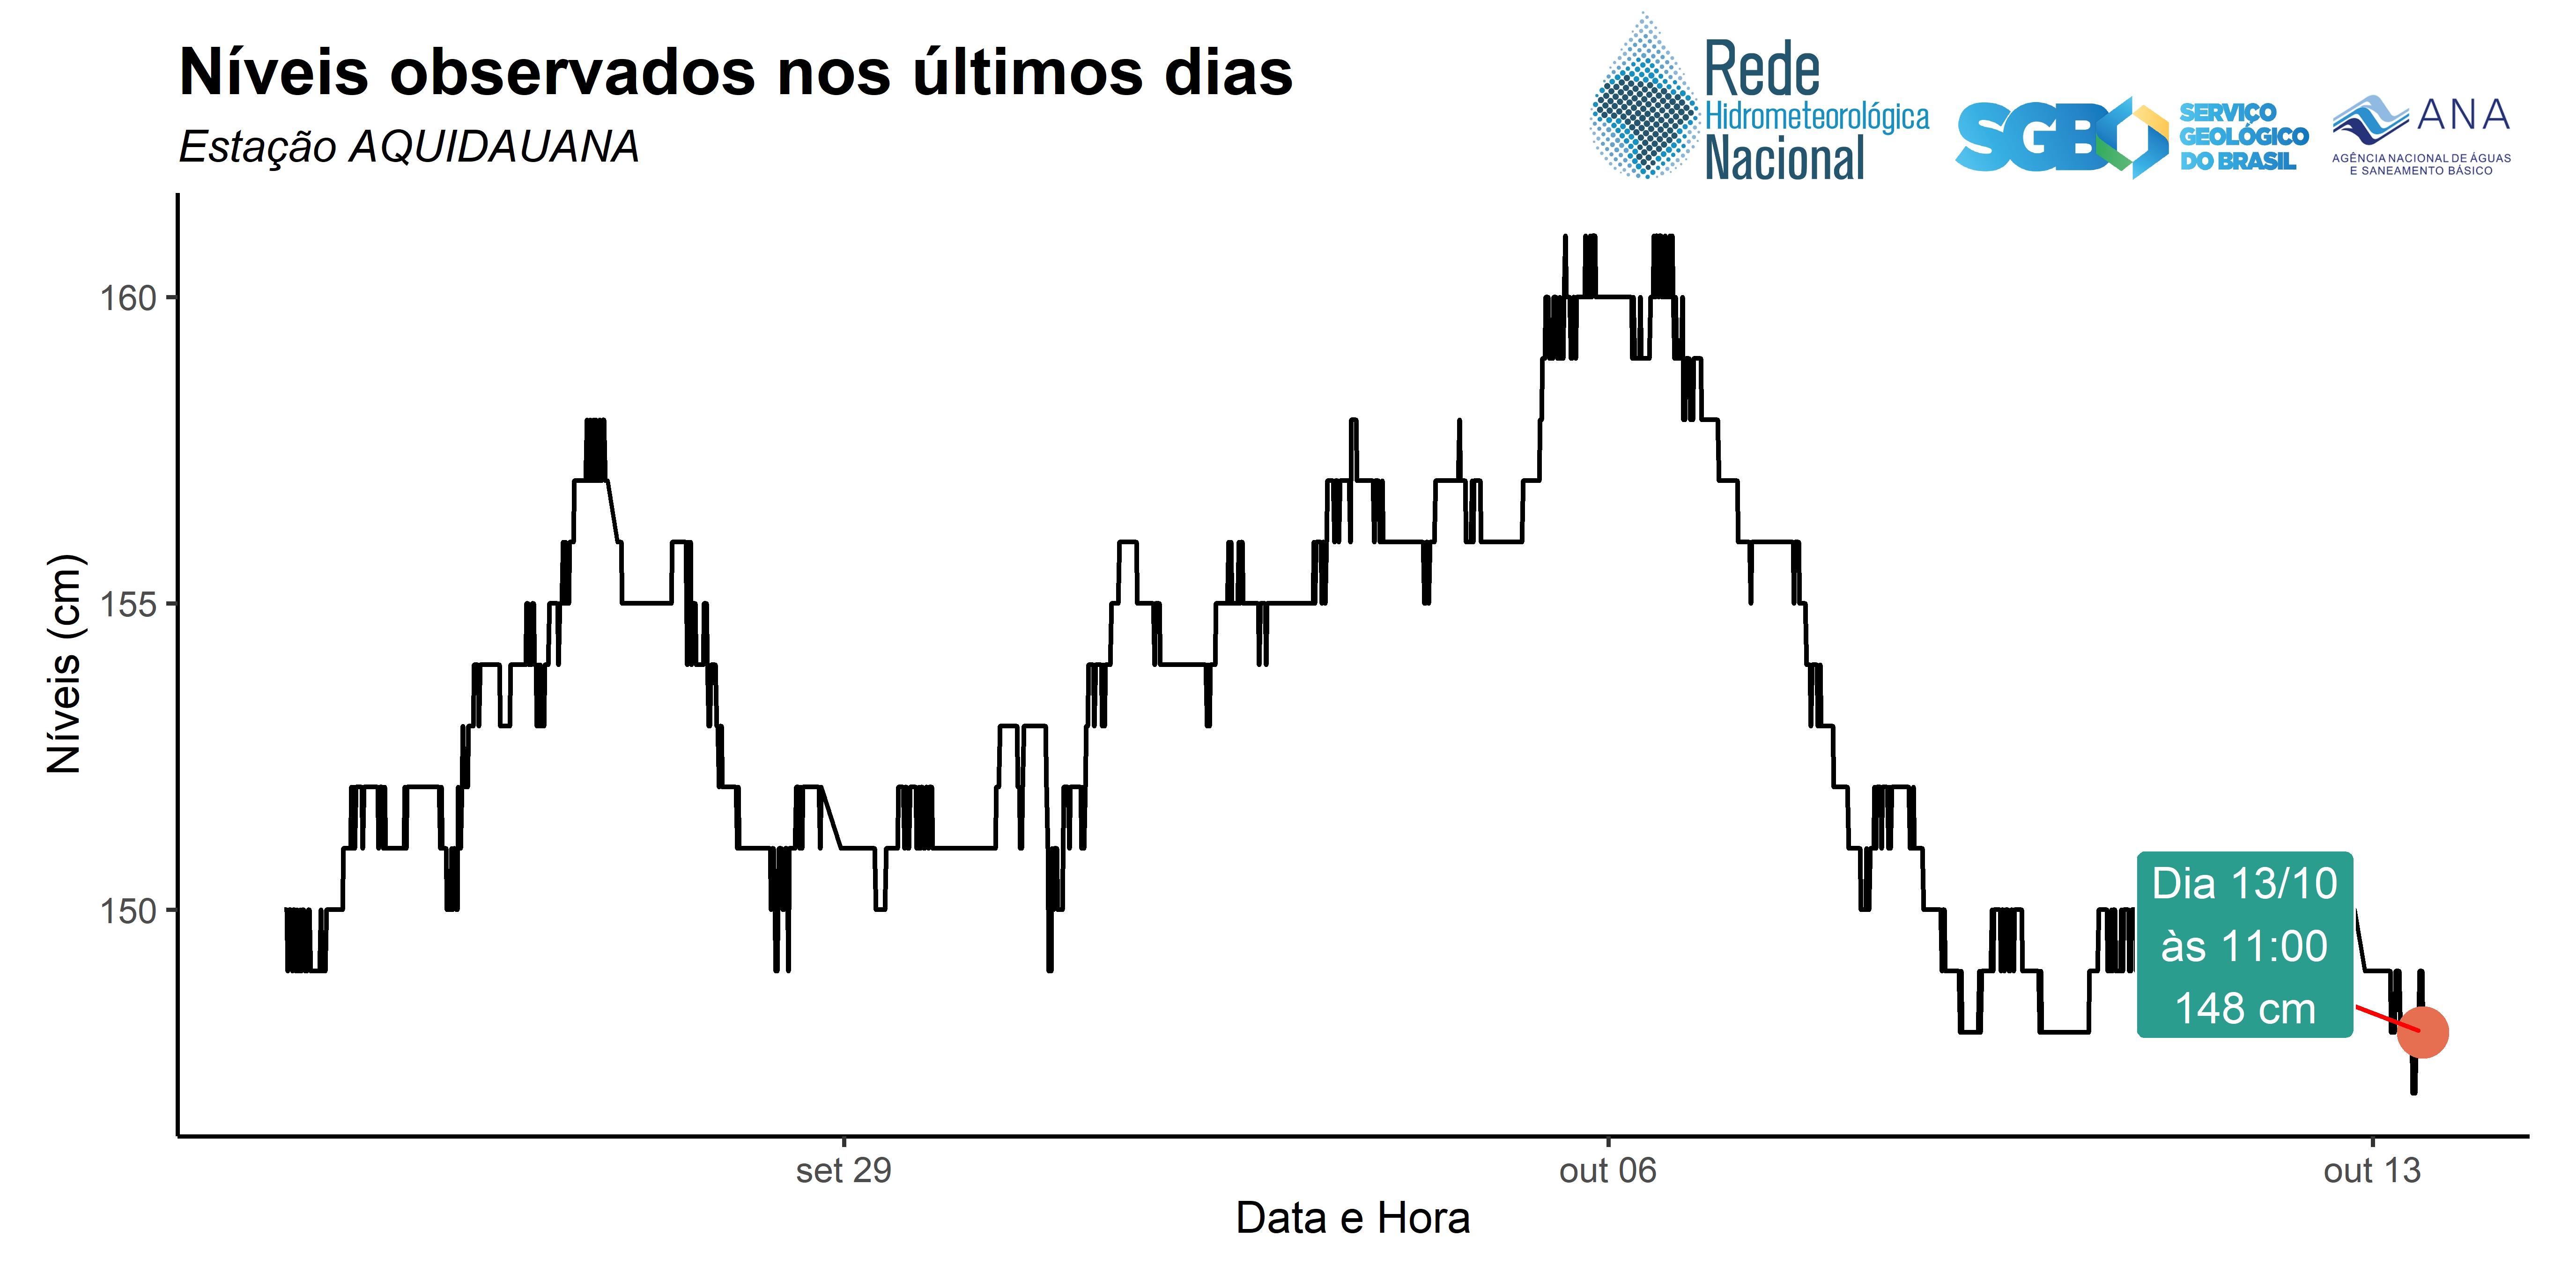 Níveis observados nos últimos dias
Estação AQUIDAUANA
Rede
Hidrometeorológica
Nacional
SGB
SERVIÇO
GEOLÓGICO
DO BRASIL
ANA
AGÊNCIA NACIONAL DE ÁGUAS
E SANEAMENTO BÁSICO
Níveis (cm)
160
155
150
Dia 13/10
às 11:00
148 cm
set 29
out 06
out 13
Data e Hora